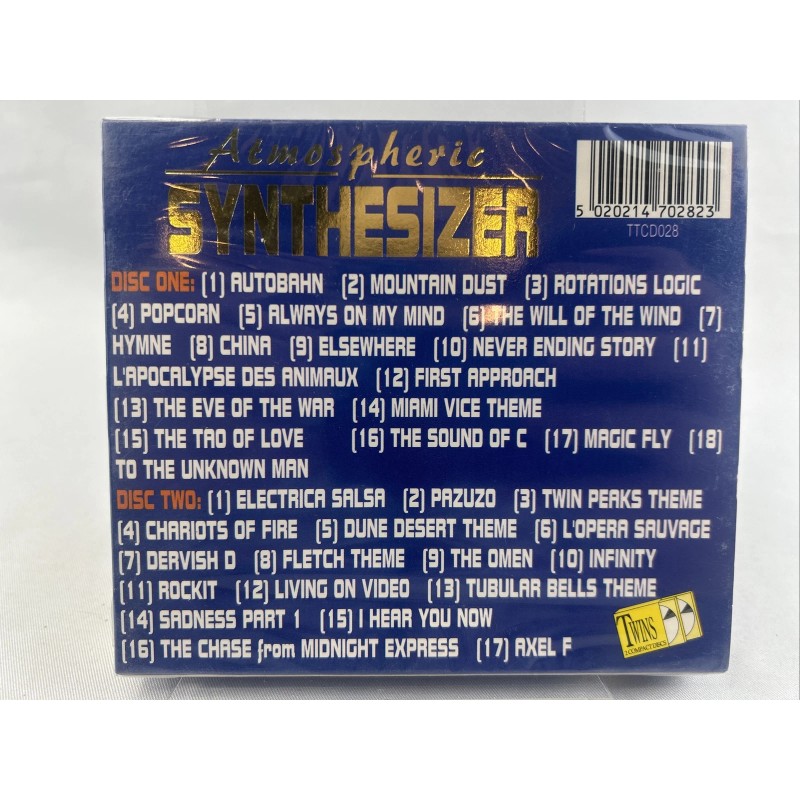 Atmospheric
SYNTHESIZER
5 020214 702823
TTCD028
DISC ONE: (1) AUTOBAHN (2) MOUNTAIN DUST (3) ROTATIONS LOGIC
(4) POPCORN (5) ALWAYS ON MY MIND (6) THE WILL OF THE WIND (7)
HYMNE (8) CHINA (9) ELSEWHERE (10) NEVER ENDING STORY (11)
L'APOCALYPSE DES ANIMAUX (12) FIRST APPROACH
(13) THE EVE OF THE WAR (14) MIAMI VICE THEME
(15) THE TAO OF LOVE (16) THE SOUND OF C (17) MAGIC FLY (18)
TO THE UNKNOWN MAN
DISC TWO: (1) ELECTRICA SALSA (2) PAZUZO (3) TWIN PEAKS THEME
(4) CHARIOTS OF FIRE (5) DUNE DESERT THEME (6) L'OPERA SAUVAGE
(7) DERVISH D (8) FLETCH THEME (9) THE OMEN (10) INFINITY
(11) ROCKIT (12) LIVING ON VIDEO (13) TUBULAR BELLS THEME
(14) SADNESS PART 1 (15) I HEAR YOU NOW
(16) THE CHASE from MIDNIGHT EXPRESS (17) AXEL F
TWINS
2 COMPACT DISCS